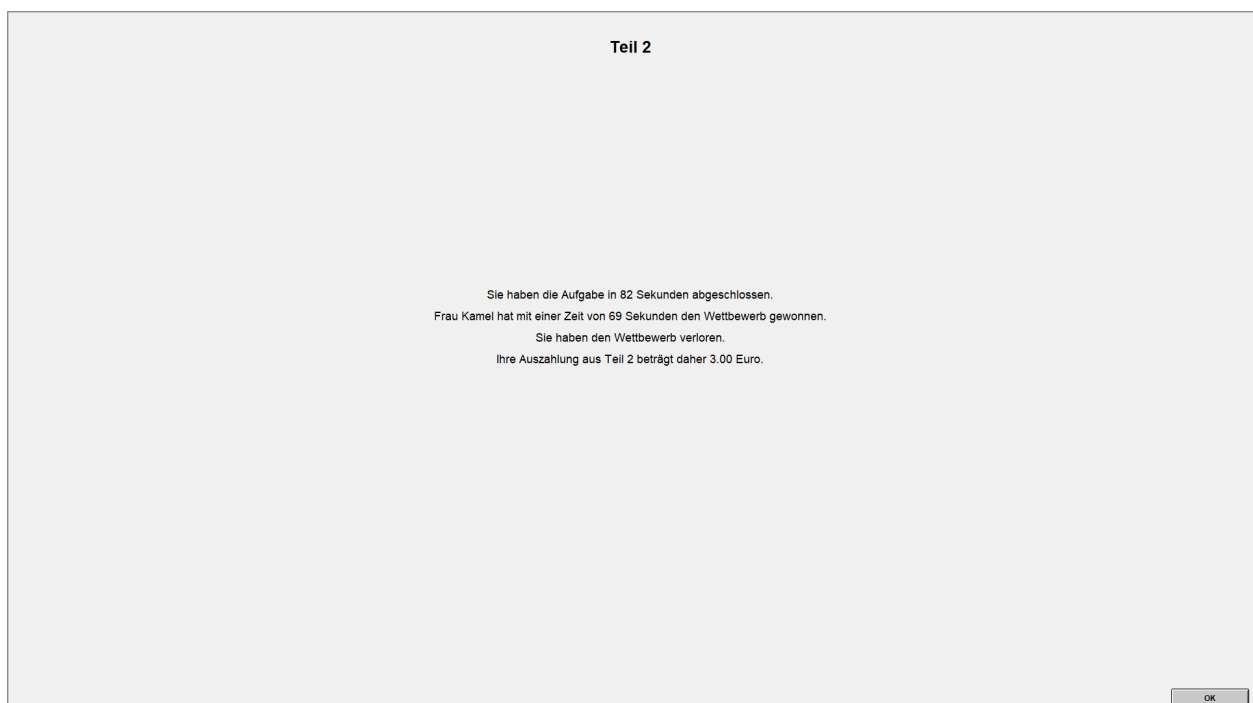 Teil 2
Sie haben die Aufgabe in 82 Sekunden abgeschlossen.
Frau Kamel hat mit einer Zeit von 69 Sekunden den Wettbewerb gewonnen.
Sie haben den Wettbewerb verloren.
Ihre Auszahlung aus Teil 2 beträgt daher 3.00 Euro.
OK